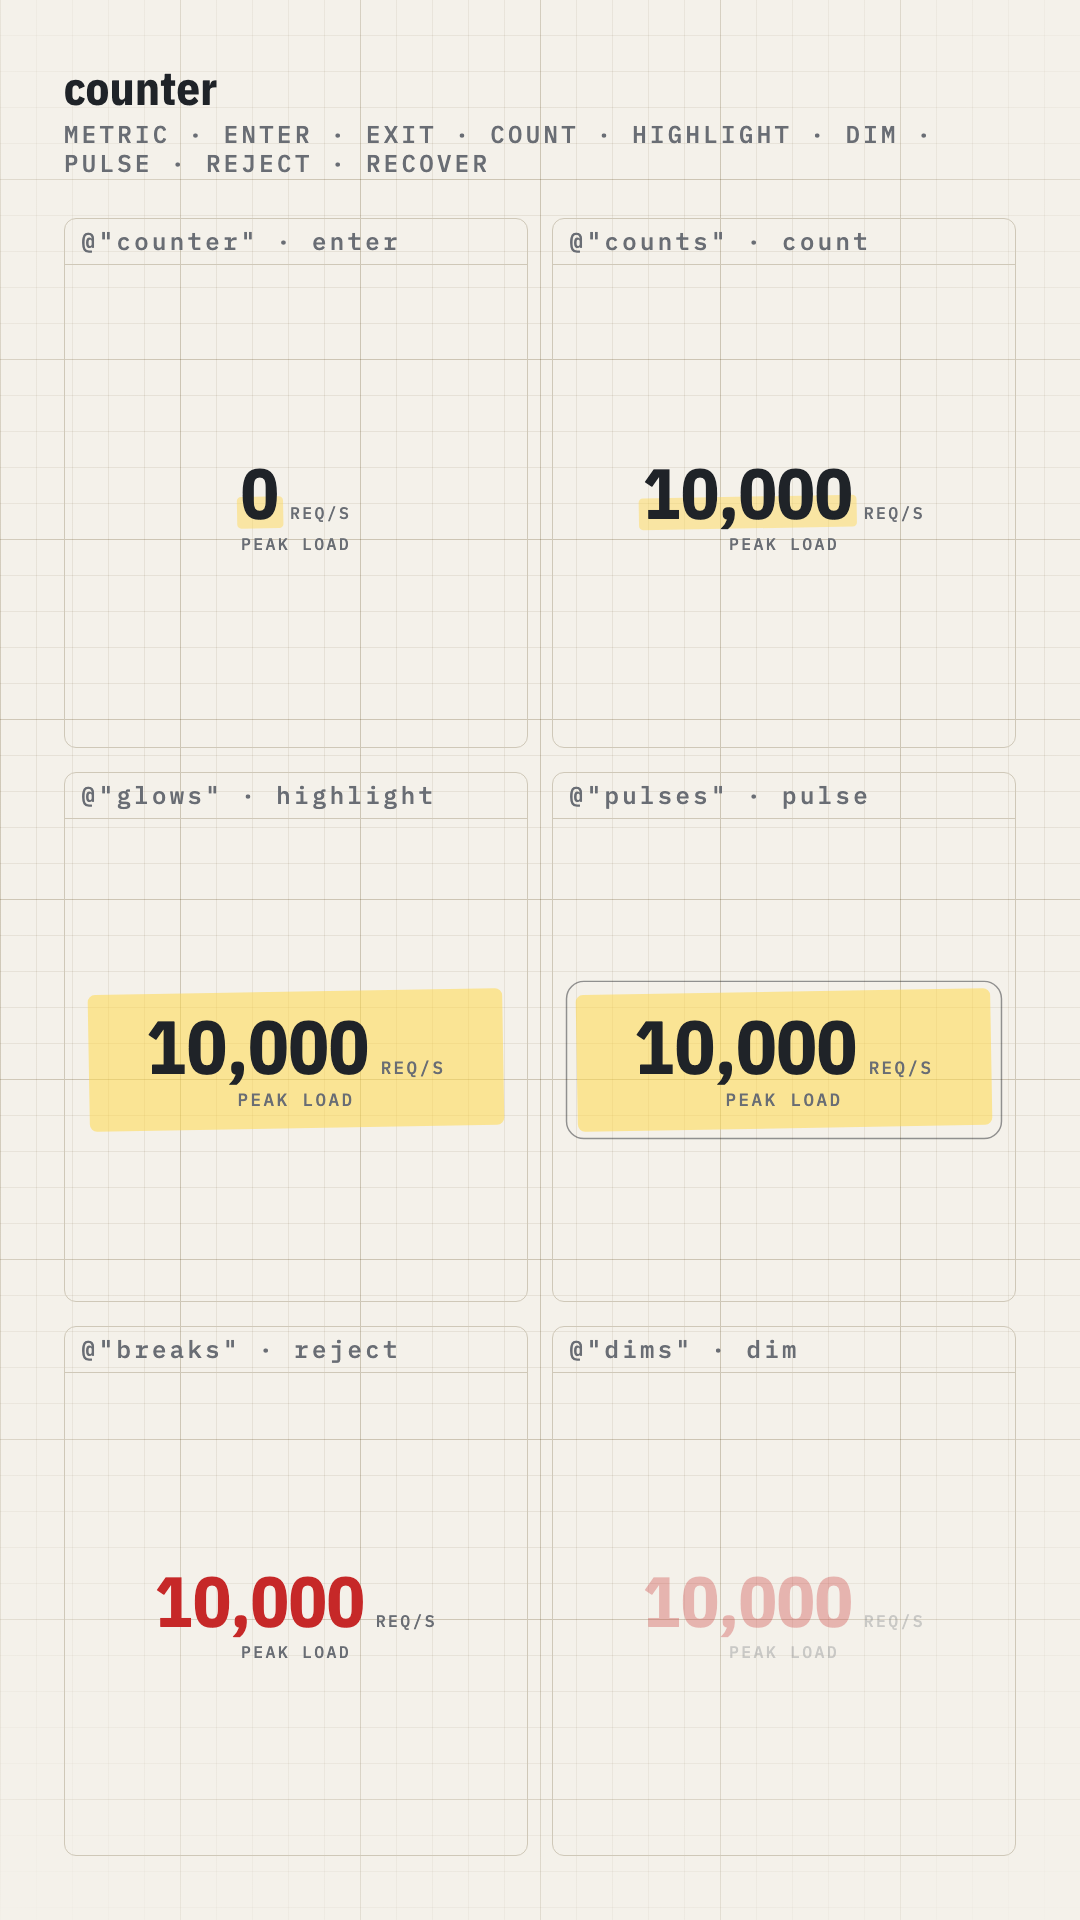 counter
METRIC · ENTER · EXIT · COUNT · HIGHLIGHT · DIM ·
PULSE · REJECT · RECOVER
@"counter" · enter
0 REQ/S
PEAK LOAD
@"counts" · count
10,000 REQ/S
PEAK LOAD
@"glows" · highlight
10,000 REQ/S
PEAK LOAD
@"pulses" · pulse
10,000 REQ/S
PEAK LOAD
@"breaks" · reject
10,000 REQ/S
PEAK LOAD
@"dims" · dim
10,000 REQ/S
PEAK LOAD